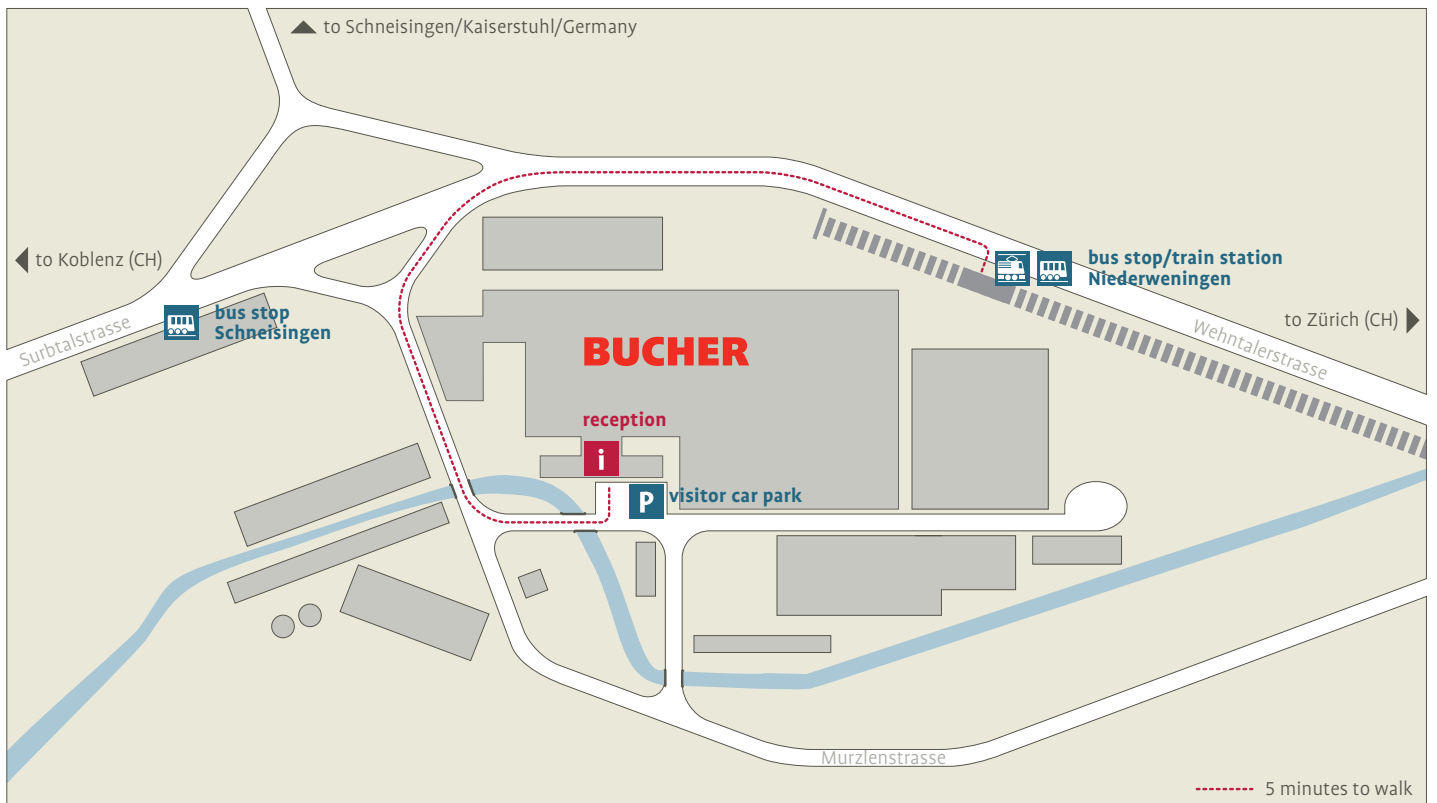 to Schneisingen/Kaiserstuhl/Germany
to Koblenz (CH)
bus stop/train station
Niederweningen
bus stop
Schneisingen
Surbtalstrasse
to Zürich (CH)
Wehntalerstrasse
BUCHER
reception
i
P
visitor car park
Murzlenstrasse
5 minutes to walk